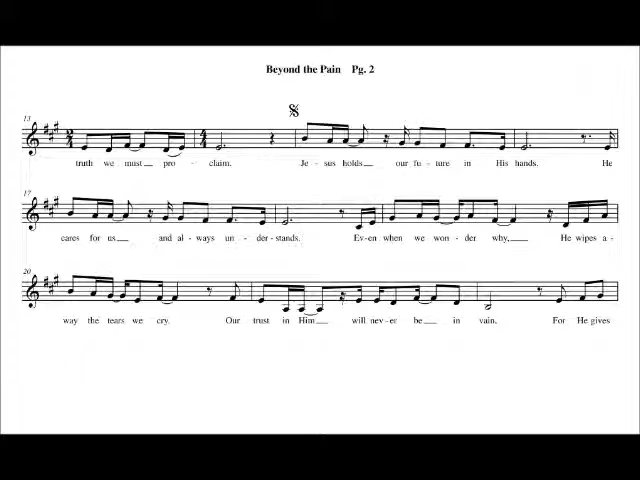 Beyond the Pain Pg. 2
13
truth we must pro - claim. Je - sus holds our fu - ture in His hands. He
17
cares for us and al - ways un - der - stands. Ev - en when we won - der why, He wipes a -
20
way the tears we cry. Our trust in Him will nev - er be in vain. For He gives